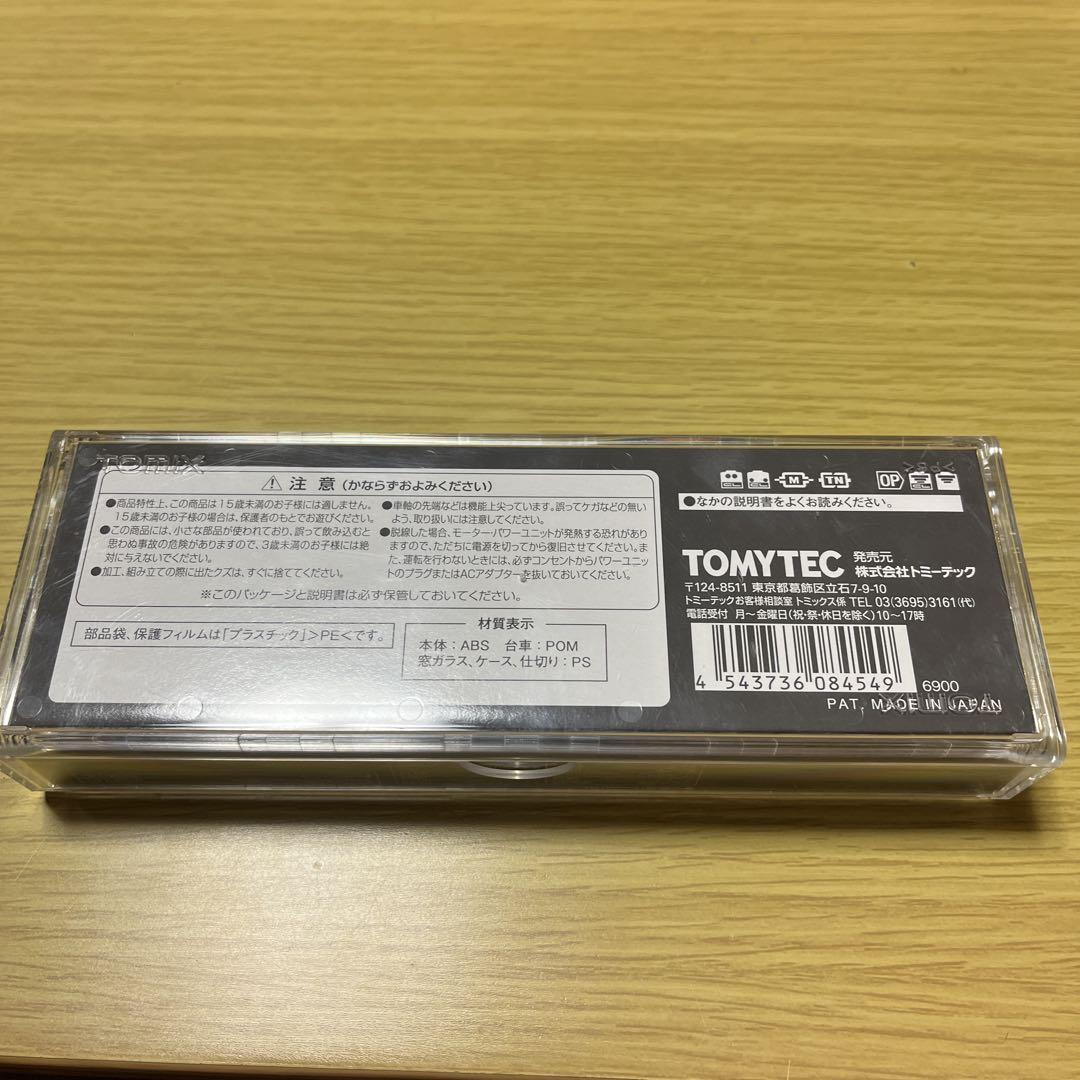 TOMIX
注 意 (かならずおよみください)
●商品特性上、この商品は15歳未満のお子様には適しません。
15歳未満のお子様の場合は、保護者のもとでお遊びください。
●この商品には、小さな部品が使われており、誤って飲み込むと
思わぬ事故の危険がありますので、3歳未満のお子様には絶
対に与えないでください。
●加工、組み立ての際に出たクズは、すぐに捨ててください。
●車軸の先端などは機能上尖っています。誤ってケガなどの無い
よう、取り扱いには注意してください。
●脱線した場合、モーター・パワーユニットが発熱する恐れがあり
ますので、ただちに電源を切ってから復旧させてください。ま
た、運転を行わないときには、必ずコンセントからパワーユニッ
トのプラグまたはACアダプターを抜いておいてください。
※このパッケージと説明書は必ず保管しておいてください。
部品袋、保護フィルムは「プラスチック」>PE<です。
材質表示
本体:ABS 台車:POM
窓ガラス、ケース、仕切り:PS
M TN OP
●なかの説明書をよくお読みください。
TOMYTEC 発売元 株式会社トミーテック
〒124-8511 東京都葛飾区立石7-9-10
トミーテックお客様相談室 トミックス係 TEL 03(3695)3161(代)
電話受付 月~金曜日(祝・祭・休日を除く)10~17時
4 543736 084549
6900
PAT, MADE IN JAPAN
TOMIX